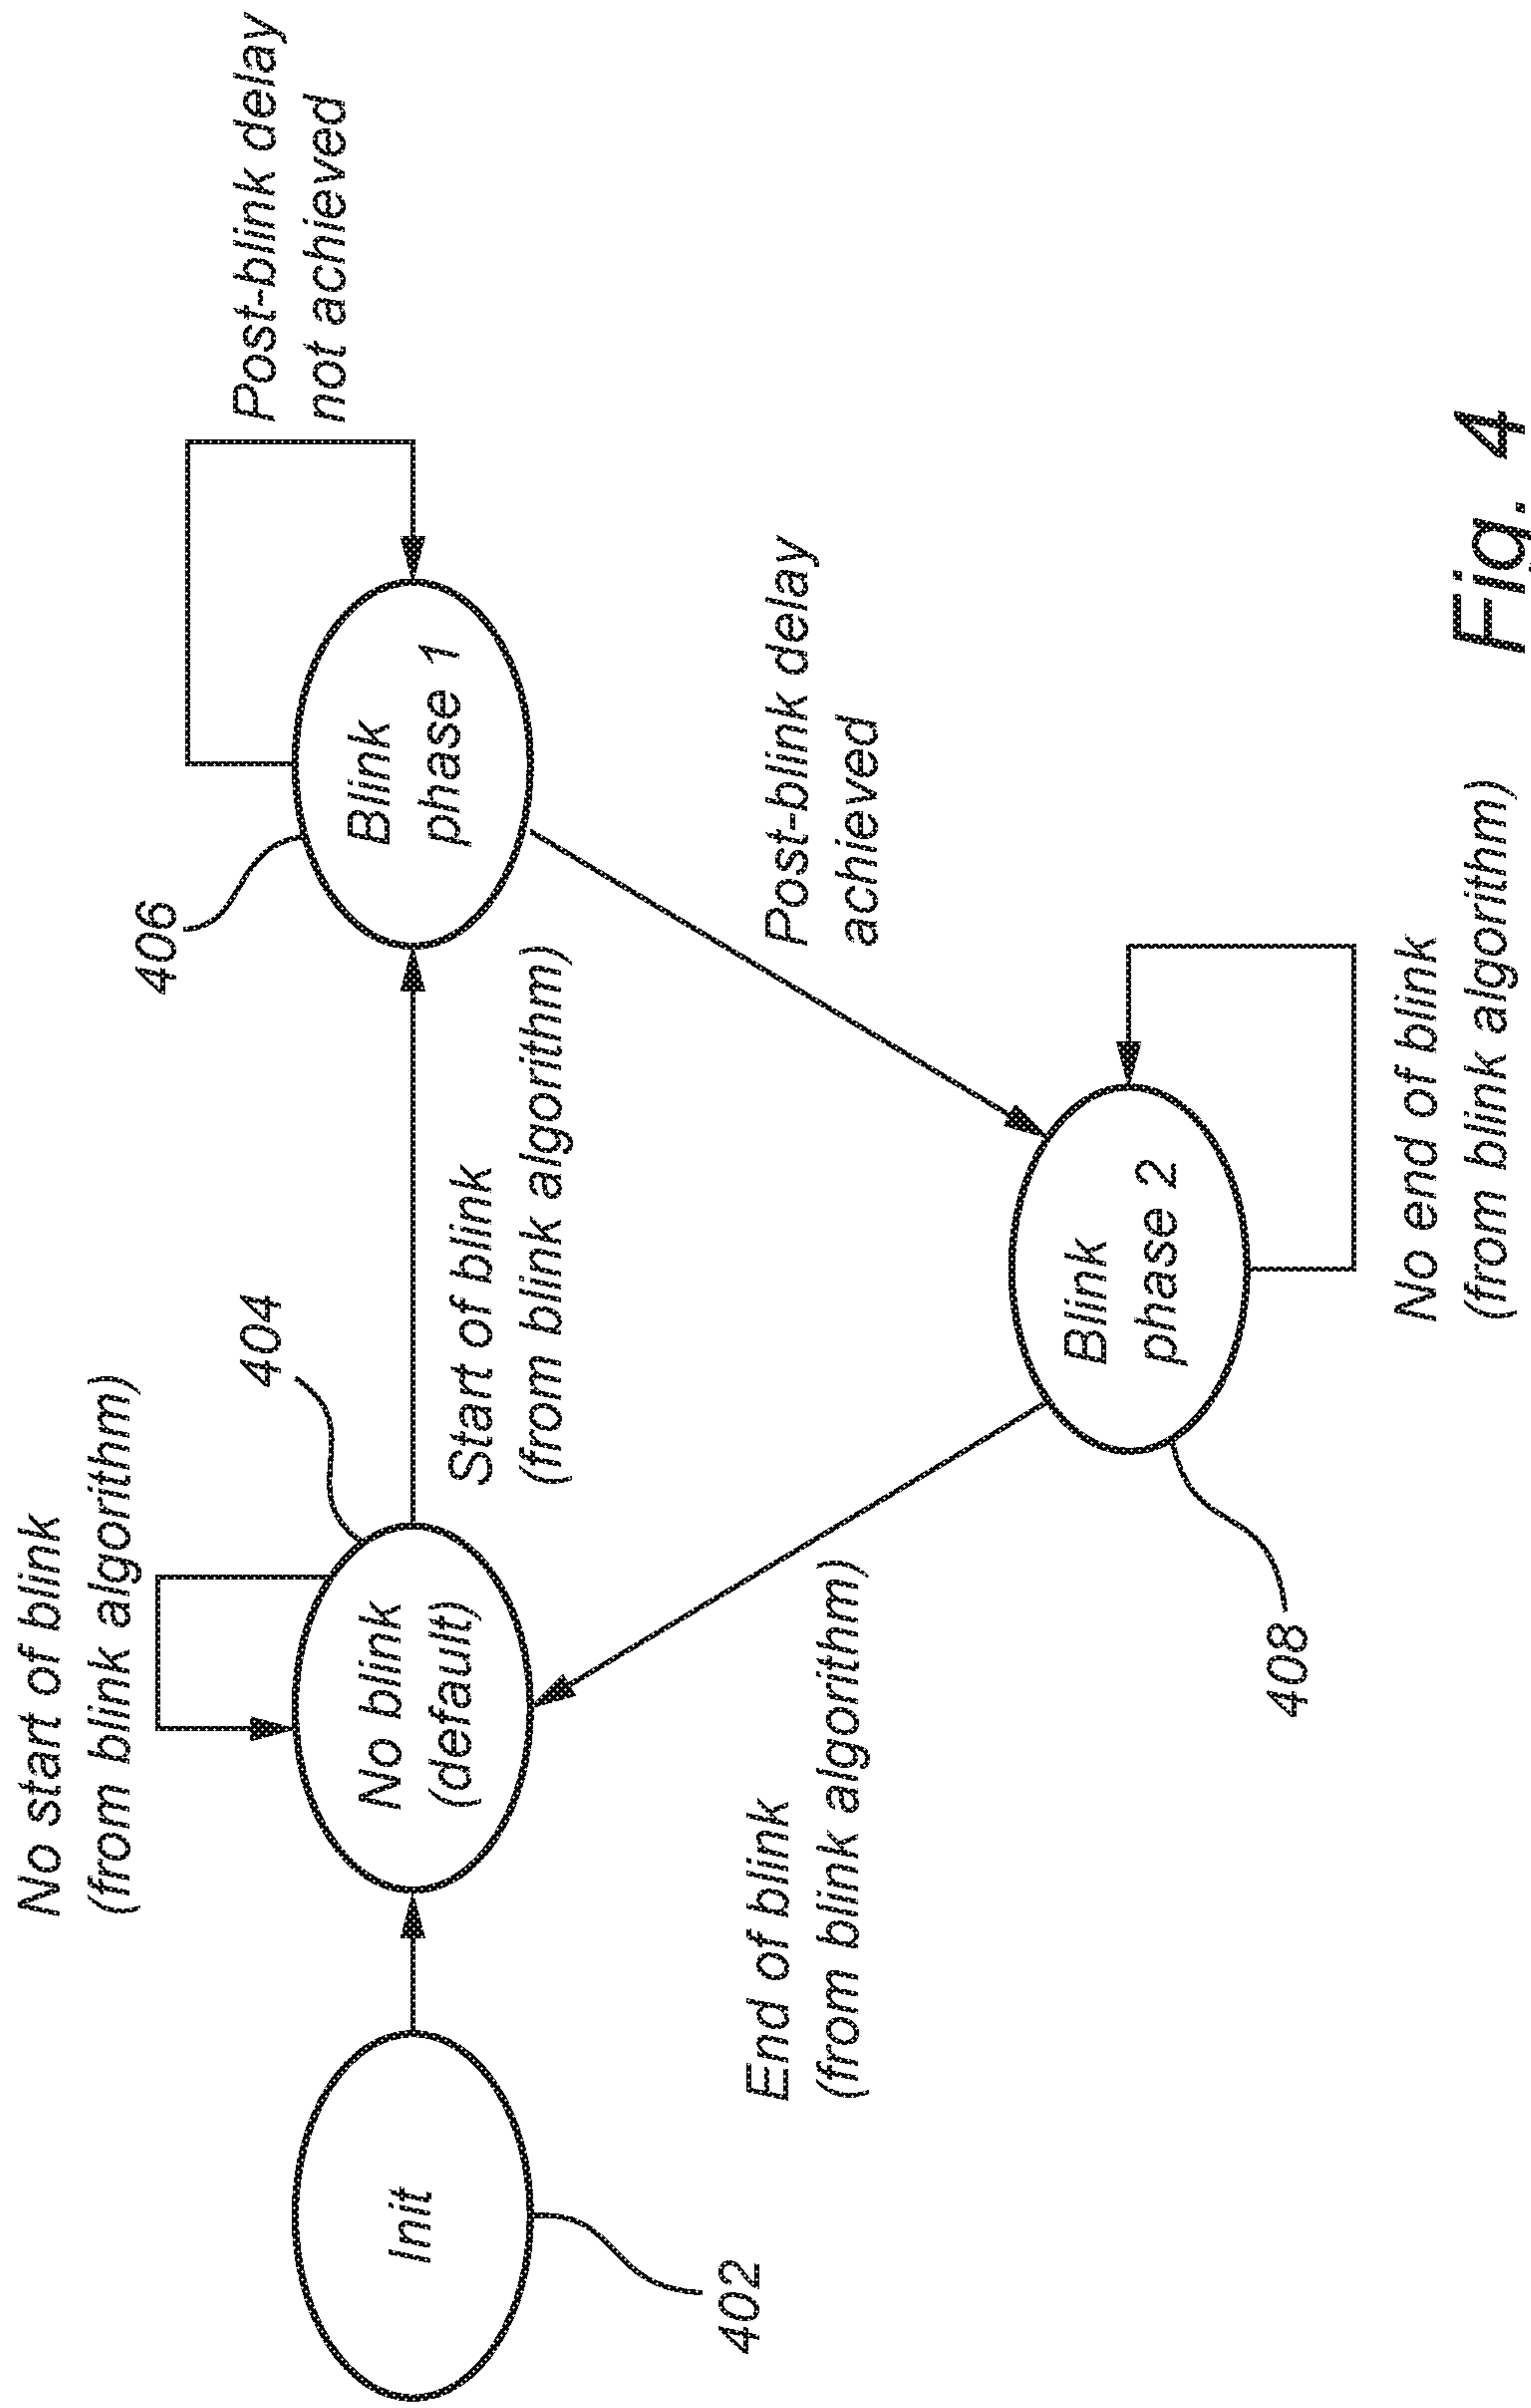 No start of blink
(from blink algorithm)
404
406
Post-blink delay
not achieved
Init
No blink
(default)
Blink
phase 1
Start of blink
(from blink algorithm)
402
End of blink
(from blink algorithm)
Post-blink delay
achieved
Blink
phase 2
408
No end of blink
(from blink algorithm)
Fig. 4